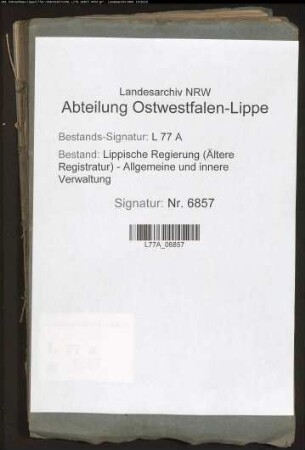 Landesarchiv NRW
Abteilung Ostwestfalen-Lippe
Bestands-Signatur: L 77 A
Bestand: Lippische Regierung (Ältere
Registratur) - Allgemeine und innere
Verwaltung
Signatur: Nr. 6857
L77A_06857